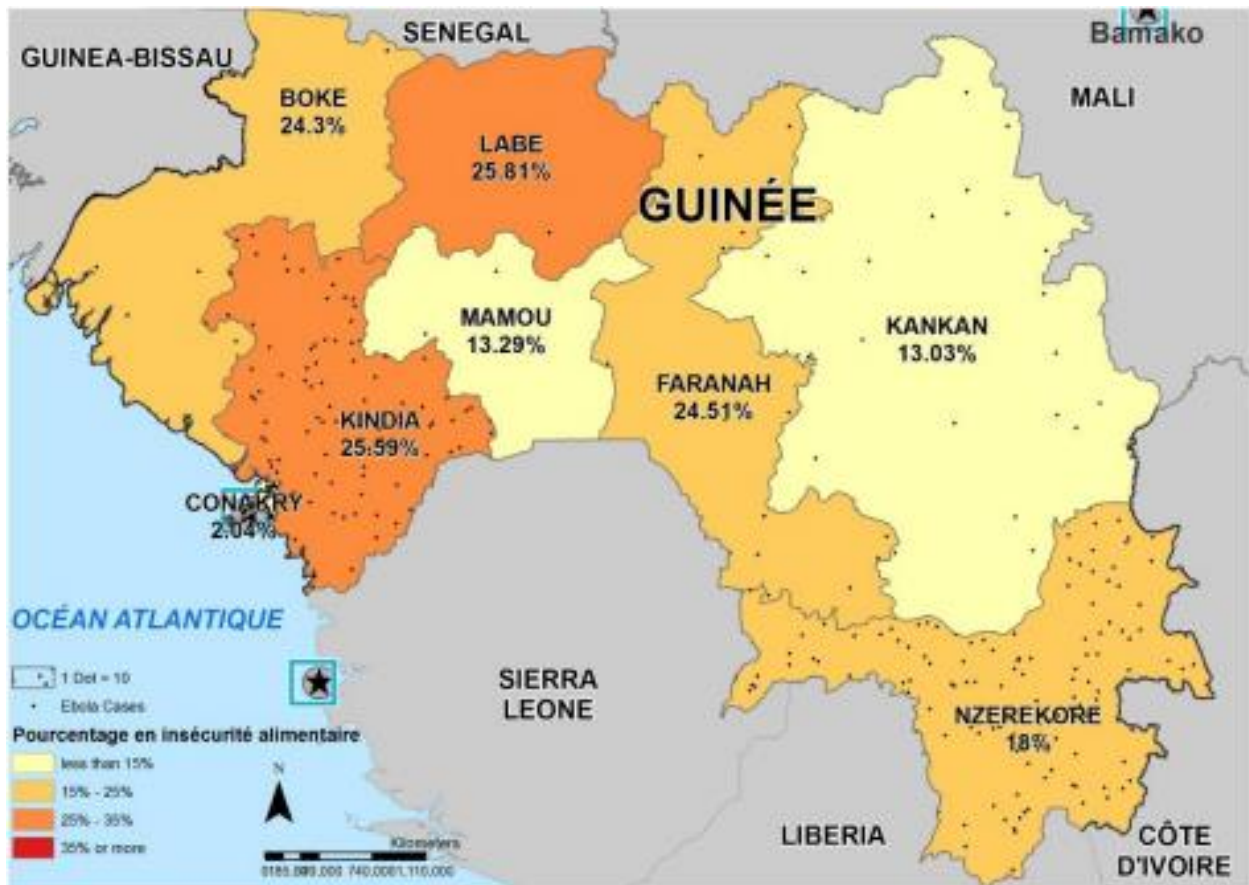 GUINEA-BISSAU
SENEGAL
Bamako
MALI
BOKE
24.3%
LABE
25.81%
GUINÉE
MAMOU
13.29%
KANKAN
13.03%
FARANAH
24.51%
KINDIA
25.59%
CONAKRY
2.04%
OCÉAN ATLANTIQUE
SIERRA
LEONE
NZEREKORE
18%
LIBERIA
CÔTE
D'IVOIRE
1 Dot = 10
Ebola Cases
Pourcentage en insécurité alimentaire
less than 15%
15% - 25%
25% - 35%
35% or more
N
Kilometers